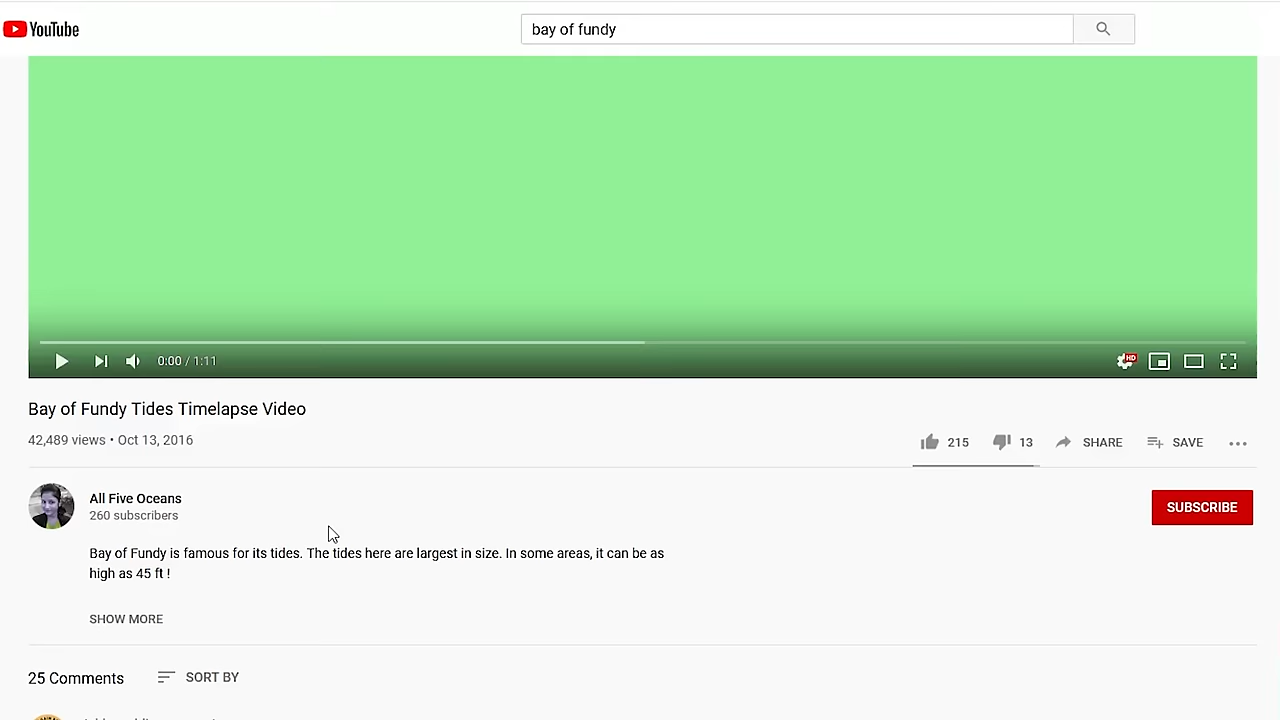 YouTube
bay of fundy
0:00 / 1:11
HD
Bay of Fundy Tides Timelapse Video
42,489 views • Oct 13, 2016
215
13
SHARE
SAVE
All Five Oceans
260 subscribers
SUBSCRIBE
Bay of Fundy is famous for its tides. The tides here are largest in size. In some areas, it can be as
high as 45 ft !
SHOW MORE
25 Comments
SORT BY